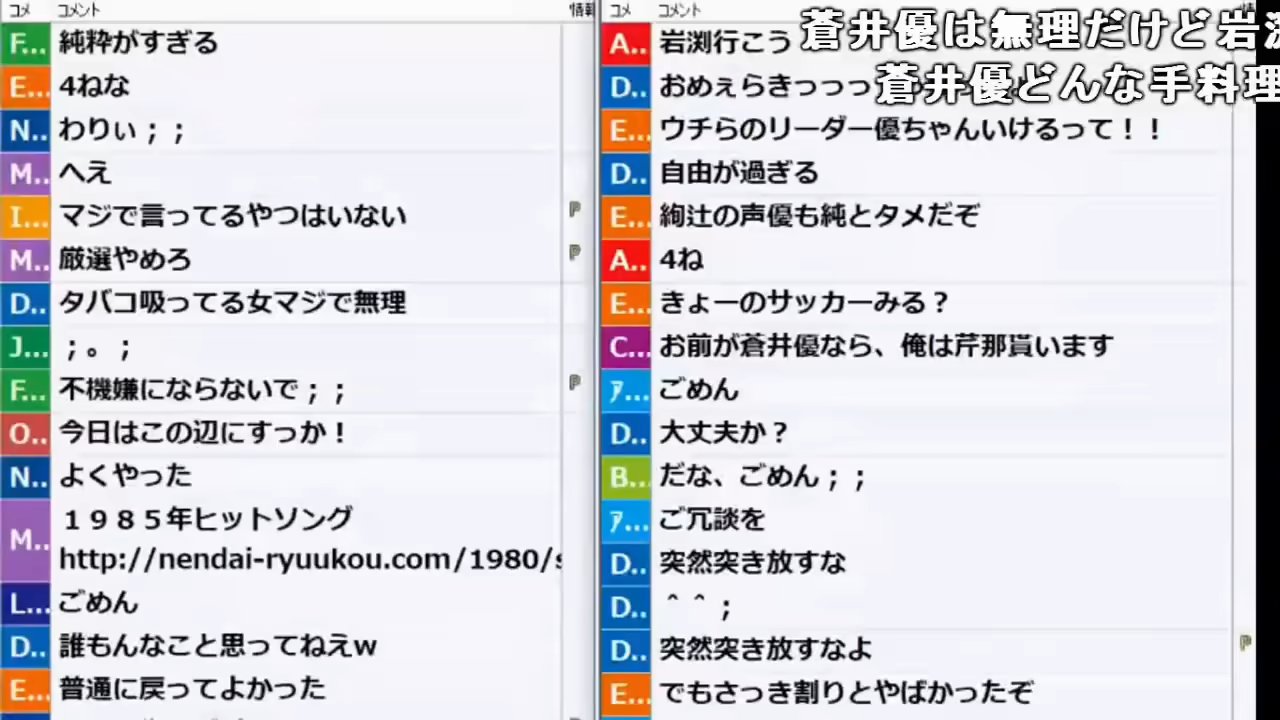 コメ コメント 情報
F... 純粋がすぎる
E... 4ねな
N.. わりぃ；；
M.. へえ
I... マジで言ってるやつはいない P
M.. 厳選やめろ P
D.. タバコ吸ってる女マジで無理
J... ；。；
F... 不機嫌にならないで；； P
O.. 今日はこの辺にすっか！
N.. よくやった
M.. １９８５年ヒットソング
http://nendai-ryuukou.com/1980/s
L... ごめん
D.. 誰もんなこと思ってねえw
E... 普通に戻ってよかった
コメ コメント
蒼井優は無理だけど岩渕
蒼井優どんな手料理
A.. 岩渕行こう
D.. おめぇらきっっっ
E... ウチらのリーダー優ちゃんいけるって！！
D.. 自由が過ぎる
E... 絢辻の声優も純とタメだぞ
A.. 4ね
E... きょーのサッカーみる？
C... お前が蒼井優なら、俺は芹那貰います
ｱ... ごめん
D.. 大丈夫か？
B... だな、ごめん；；
ｱ... ご冗談を
D.. 突然突き放すな
D.. ＾＾；
D.. 突然突き放すなよ P
E... でもさっき割りとやばかったぞ